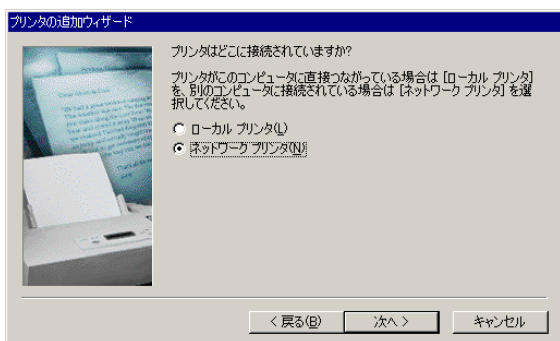 プリンタの追加ウィザード
プリンタはどこに接続されていますか?
プリンタがこのコンピュータに直接つながっている場合は [ローカル プリンタ]
を、別のコンピュータに接続されている場合は [ネットワーク プリンタ] を選
択してください。
ローカル プリンタ(L)
ネットワーク プリンタ(N)
< 戻る(B)
次へ >
キャンセル